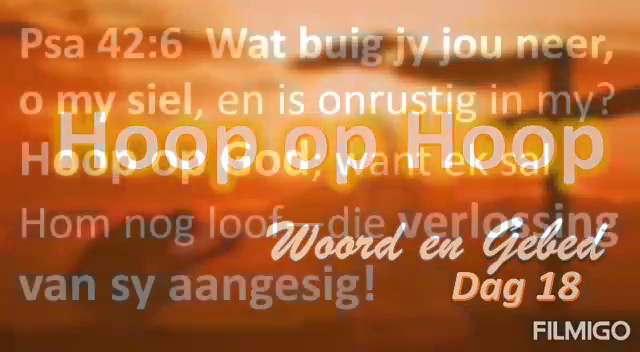 Psa 42:6 Wat buig jy jou neer,
o my siel, en is onrustig in my?
Hoop op Hoop
Hoop op God; want ek sal
Hom nog loof, die verlossing
Woord en Gebed
van sy aangesig!
Dag 18
FILMIGO